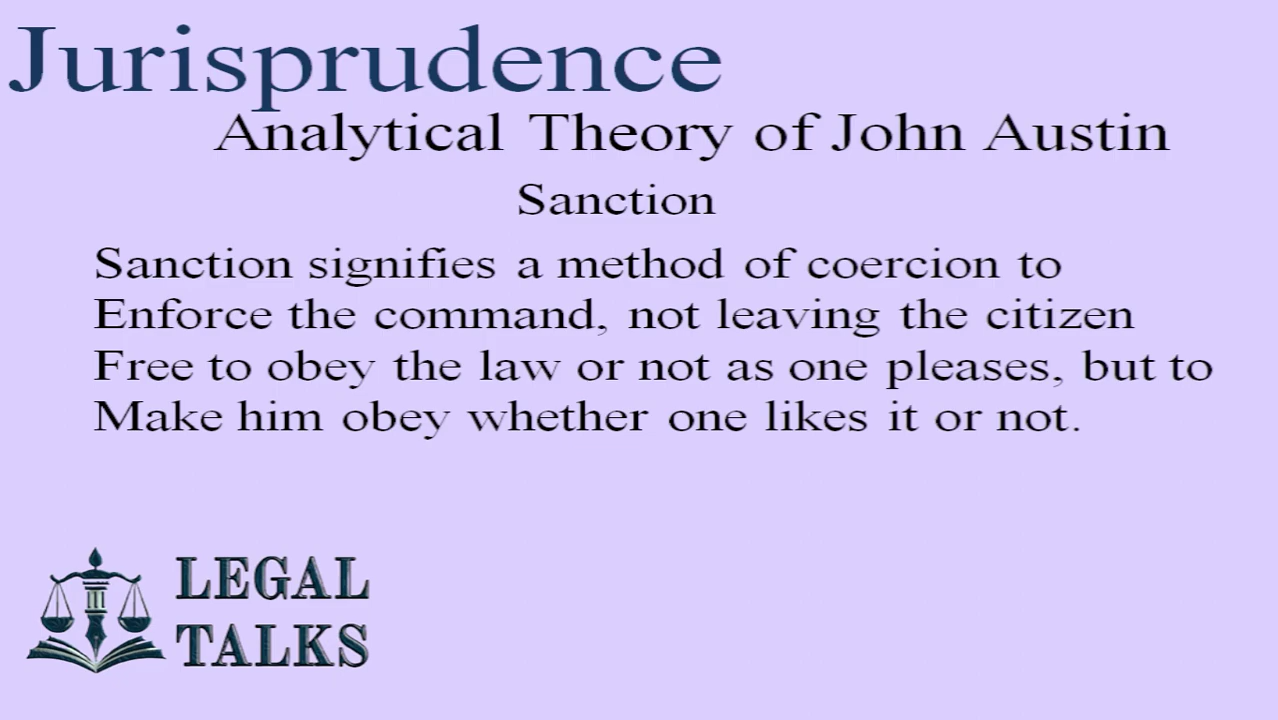 Jurisprudence
Analytical Theory of John Austin
Sanction
Sanction signifies a method of coercion to
Enforce the command, not leaving the citizen
Free to obey the law or not as one pleases, but to
Make him obey whether one likes it or not.
LEGAL
TALKS